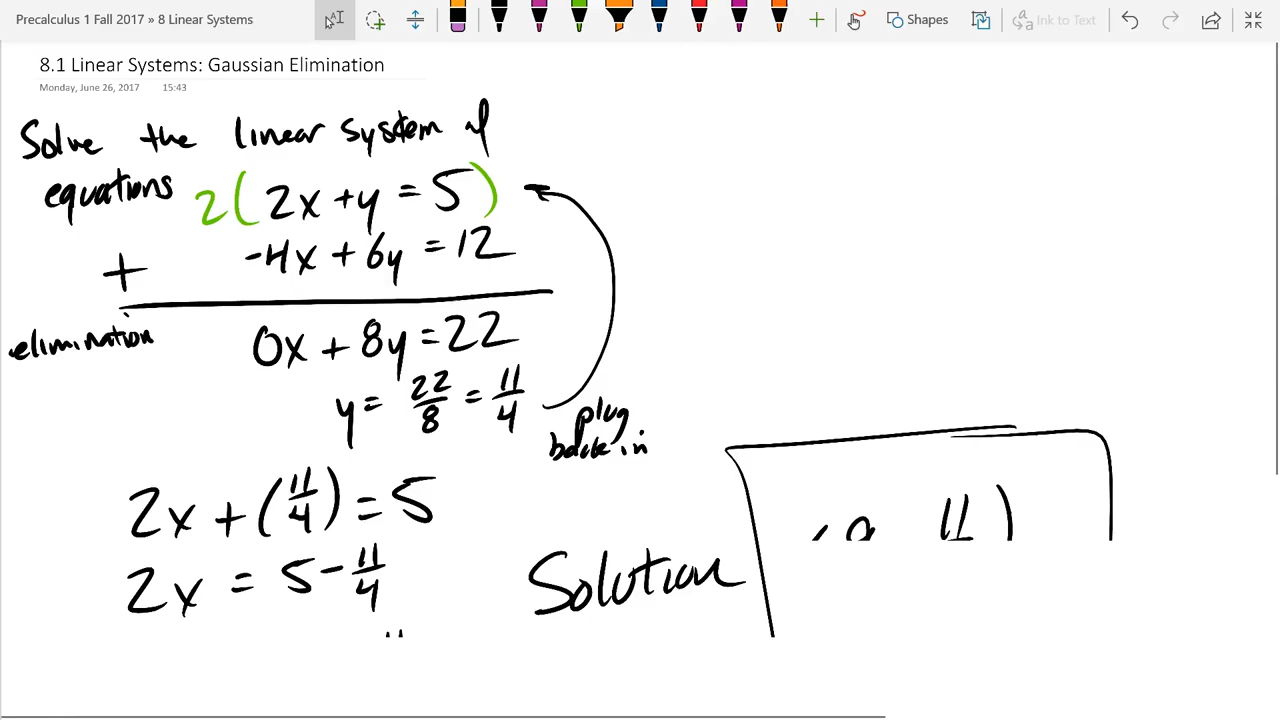 Precalculus 1 Fall 2017 » 8 Linear Systems
Shapes
Ink to Text
8.1 Linear Systems: Gaussian Elimination
Monday, June 26, 2017 15:43
Solve the linear system of
equations 2(2x+y=5)
+ -4x+6y=12
elimination 0x+8y=22
y= 22/8 = 11/4
plug
back in
2x+(11/4)=5
2x = 5-11/4
Solution